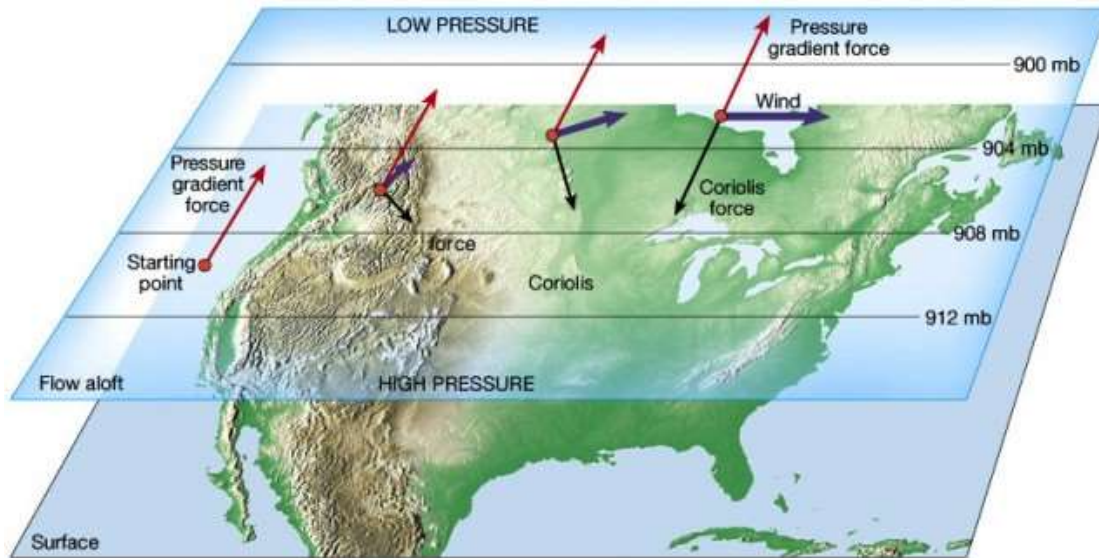 LOW PRESSURE
Pressure
gradient force
900 mb
Wind
904 mb
Pressure
gradient
force
Coriolis
force
908 mb
force
Starting
point
Coriolis
912 mb
Flow aloft
HIGH PRESSURE
Surface